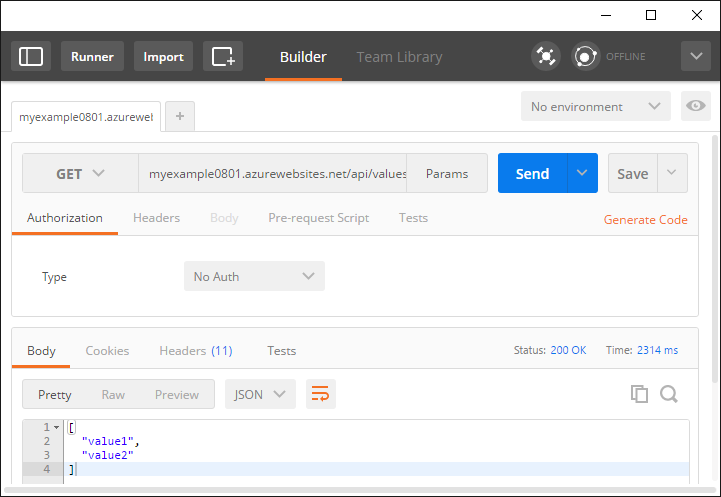 Runner Import Builder Team Library OFFLINE
myexample0801.azureweb + No environment
GET myexample0801.azurewebsites.net/api/values Params Send Save
Authorization Headers Body Pre-request Script Tests Generate Code
Type No Auth
Body Cookies Headers (11) Tests Status: 200 OK Time: 2314 ms
Pretty Raw Preview JSON
1 [
2 "value1",
3 "value2"
4 ]